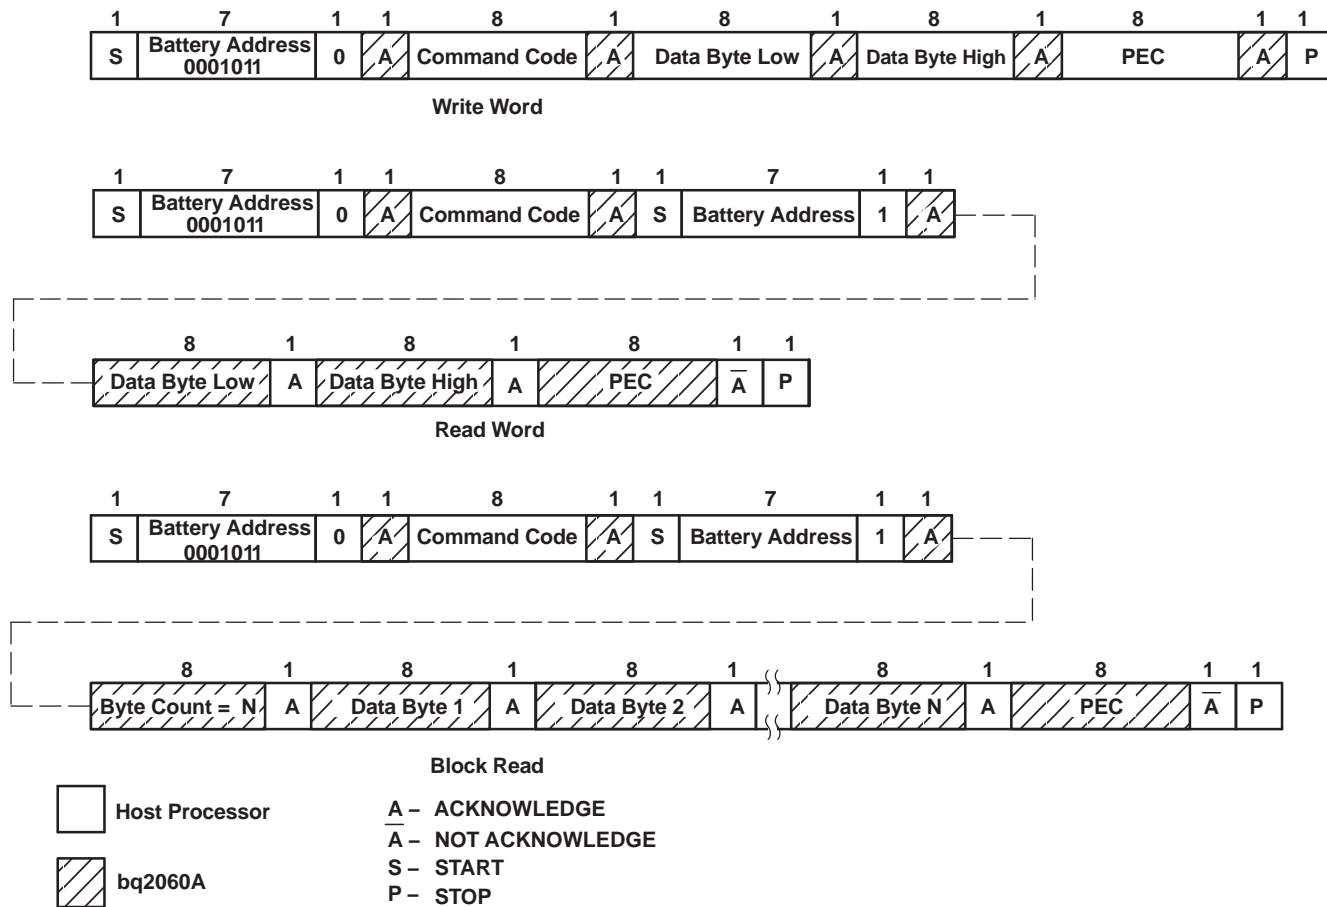 1 7 1 1 8 1 8 1 8 1 8 1 1
S Battery Address 0001011 0 A Command Code A Data Byte Low A Data Byte High A PEC A P
Write Word
1 7 1 1 8 1 1 7 1 1
S Battery Address 0001011 0 A Command Code A S Battery Address 1 A
8 1 8 1 8 1 1
Data Byte Low A Data Byte High A PEC A̅ P
Read Word
1 7 1 1 8 1 1 7 1 1
S Battery Address 0001011 0 A Command Code A S Battery Address 1 A
8 1 8 1 8 1 8 1 8 1 1
Byte Count = N A Data Byte 1 A Data Byte 2 A Data Byte N A PEC A̅ P
Block Read
Host Processor
bq2060A
A – ACKNOWLEDGE
A̅ – NOT ACKNOWLEDGE
S – START
P – STOP